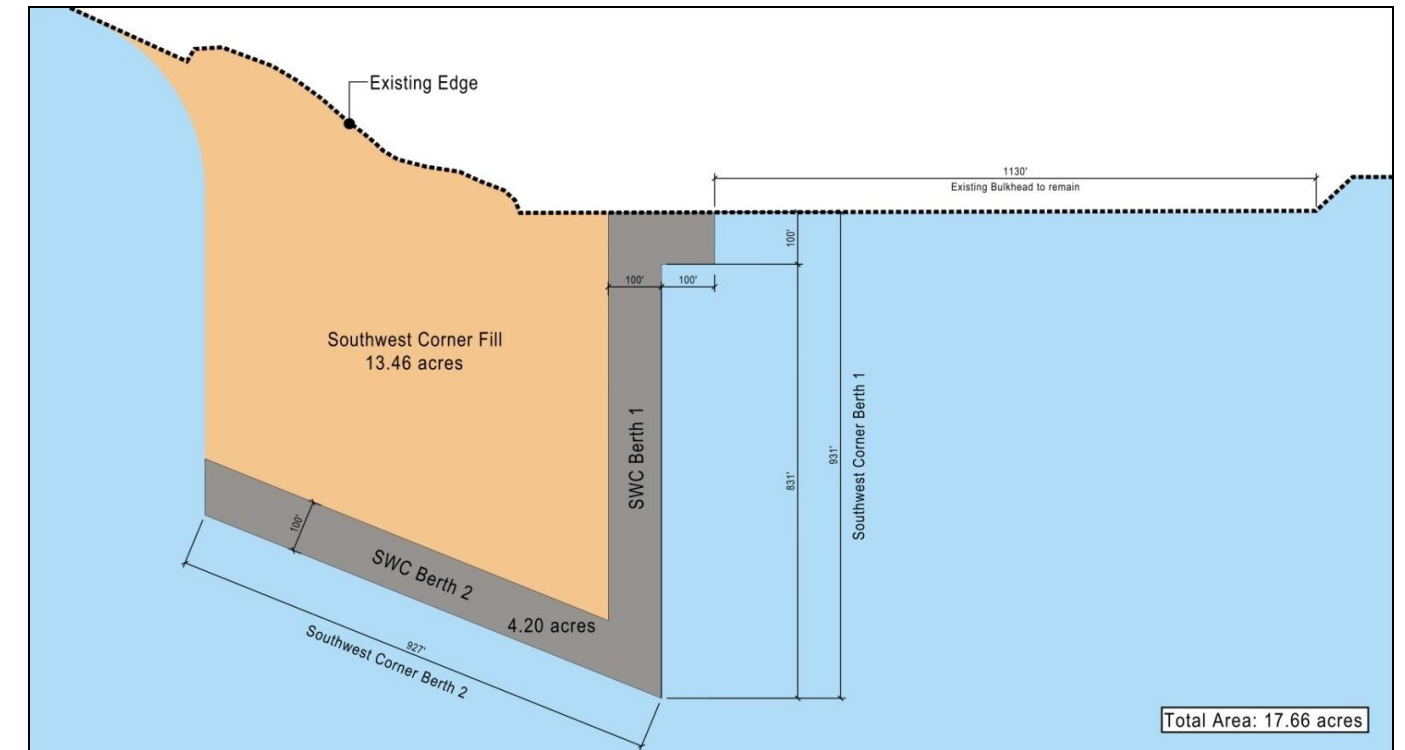 Existing Edge
1130'
Existing Bulkhead to remain
100'
100'
100'
Southwest Corner Fill
13.46 acres
SWC Berth 1
831'
931'
Southwest Corner Berth 1
100'
SWC Berth 2
4.20 acres
927'
Southwest Corner Berth 2
Total Area: 17.66 acres